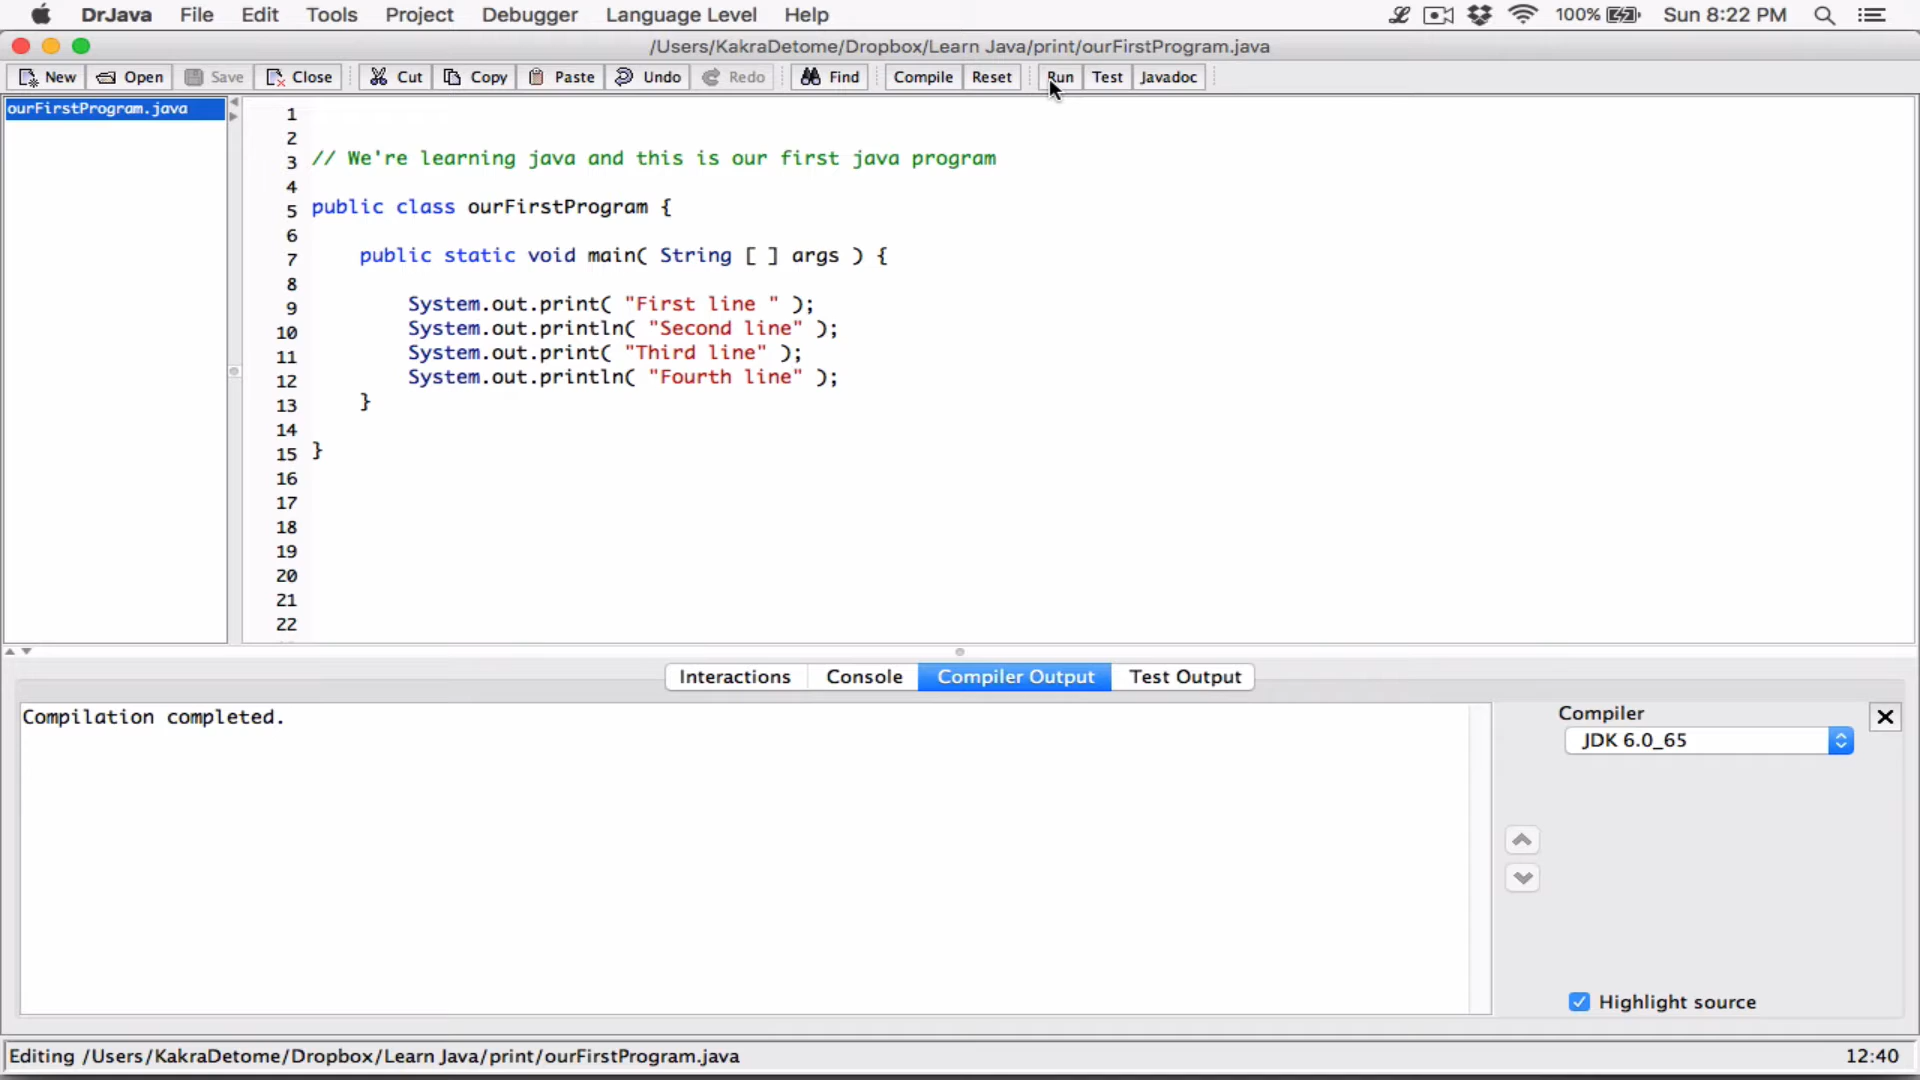 DrJava File Edit Tools Project Debugger Language Level Help 100% Sun 8:22 PM
/Users/KakraDetome/Dropbox/Learn Java/print/ourFirstProgram.java
New Open Save Close Cut Copy Paste Undo Redo Find Compile Reset Run Test Javadoc
ourFirstProgram.java
1
2
3 // We're learning java and this is our first java program
4
5 public class ourFirstProgram {
6
7 public static void main( String [ ] args ) {
8
9 System.out.print( "First line " );
10 System.out.println( "Second line" );
11 System.out.print( "Third line" );
12 System.out.println( "Fourth line" );
13 }
14
15 }
16
17
18
19
20
21
22
Interactions Console Compiler Output Test Output
Compilation completed.
Compiler
JDK 6.0_65
Highlight source
Editing /Users/KakraDetome/Dropbox/Learn Java/print/ourFirstProgram.java 12:40